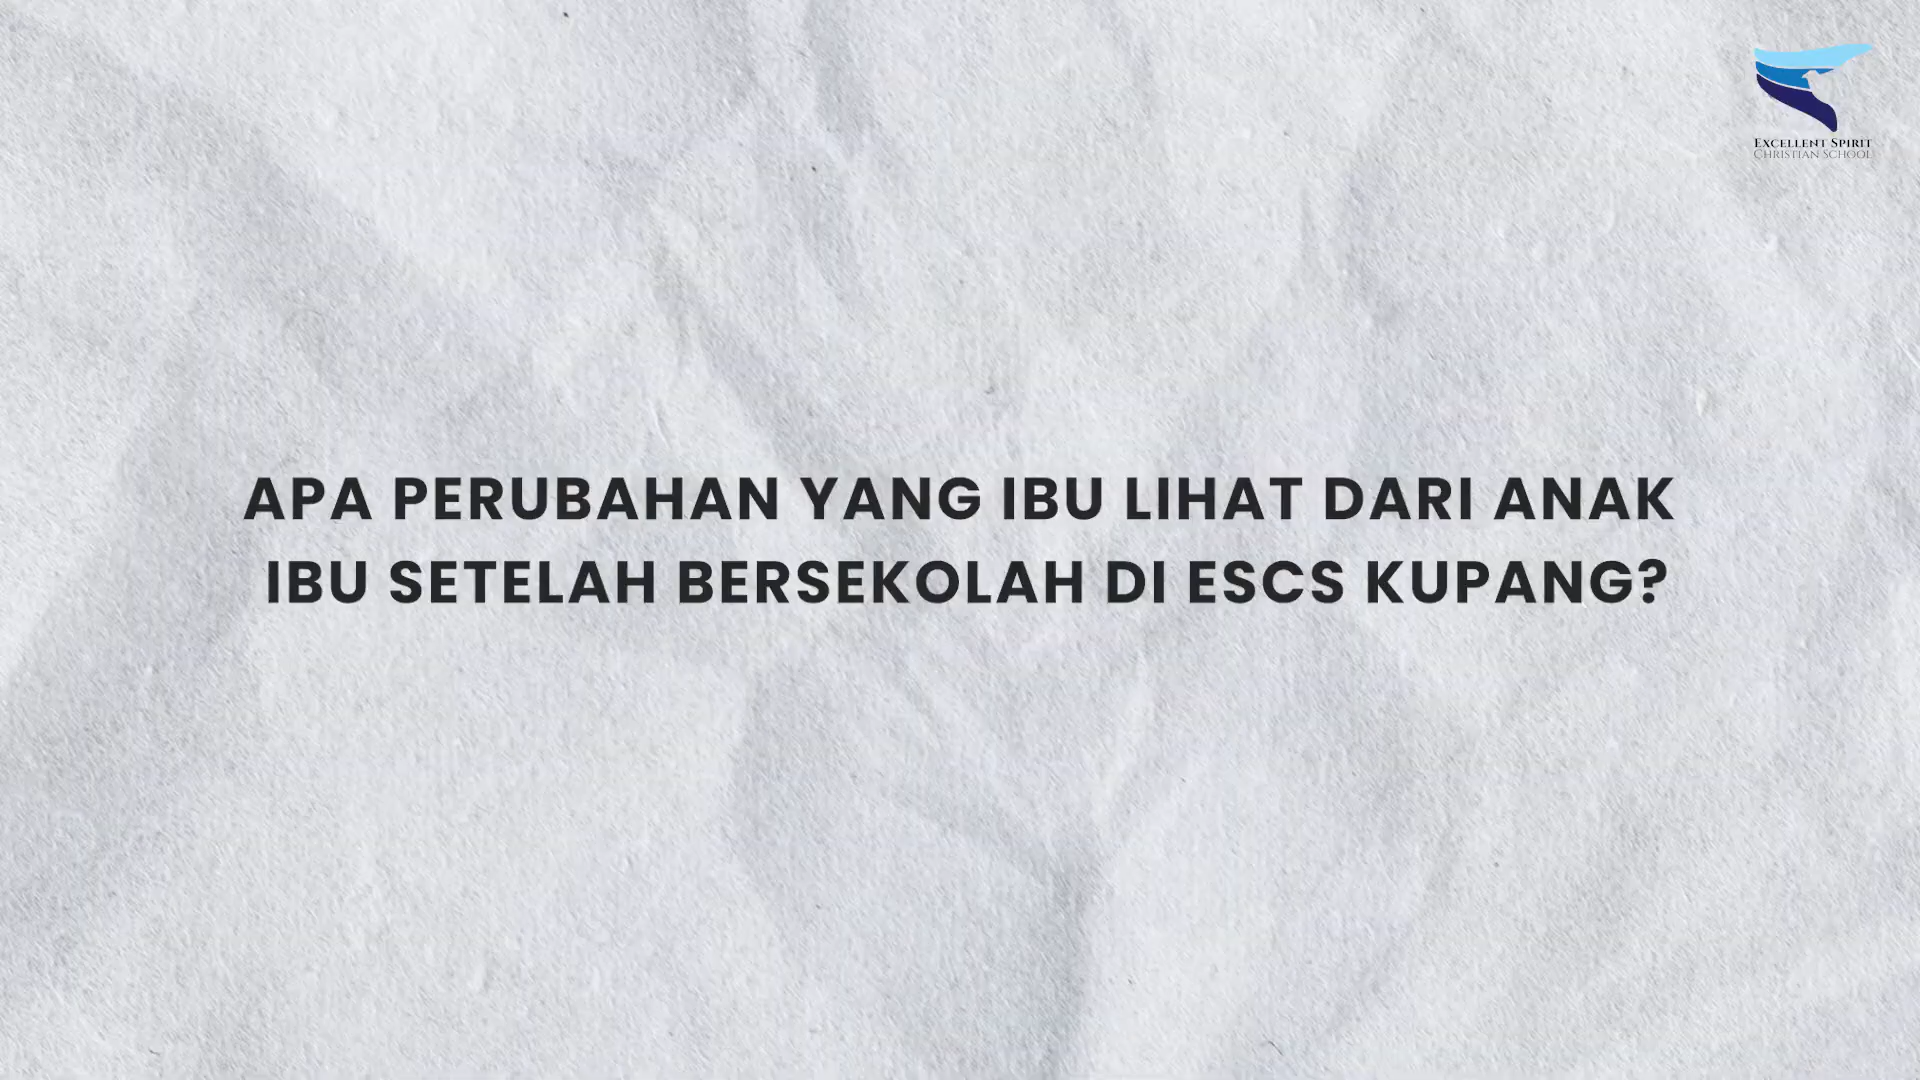 EXCELLENT SPIRIT
CHRISTIAN SCHOOL
APA PERUBAHAN YANG IBU LIHAT DARI ANAK
IBU SETELAH BERSEKOLAH DI ESCS KUPANG?